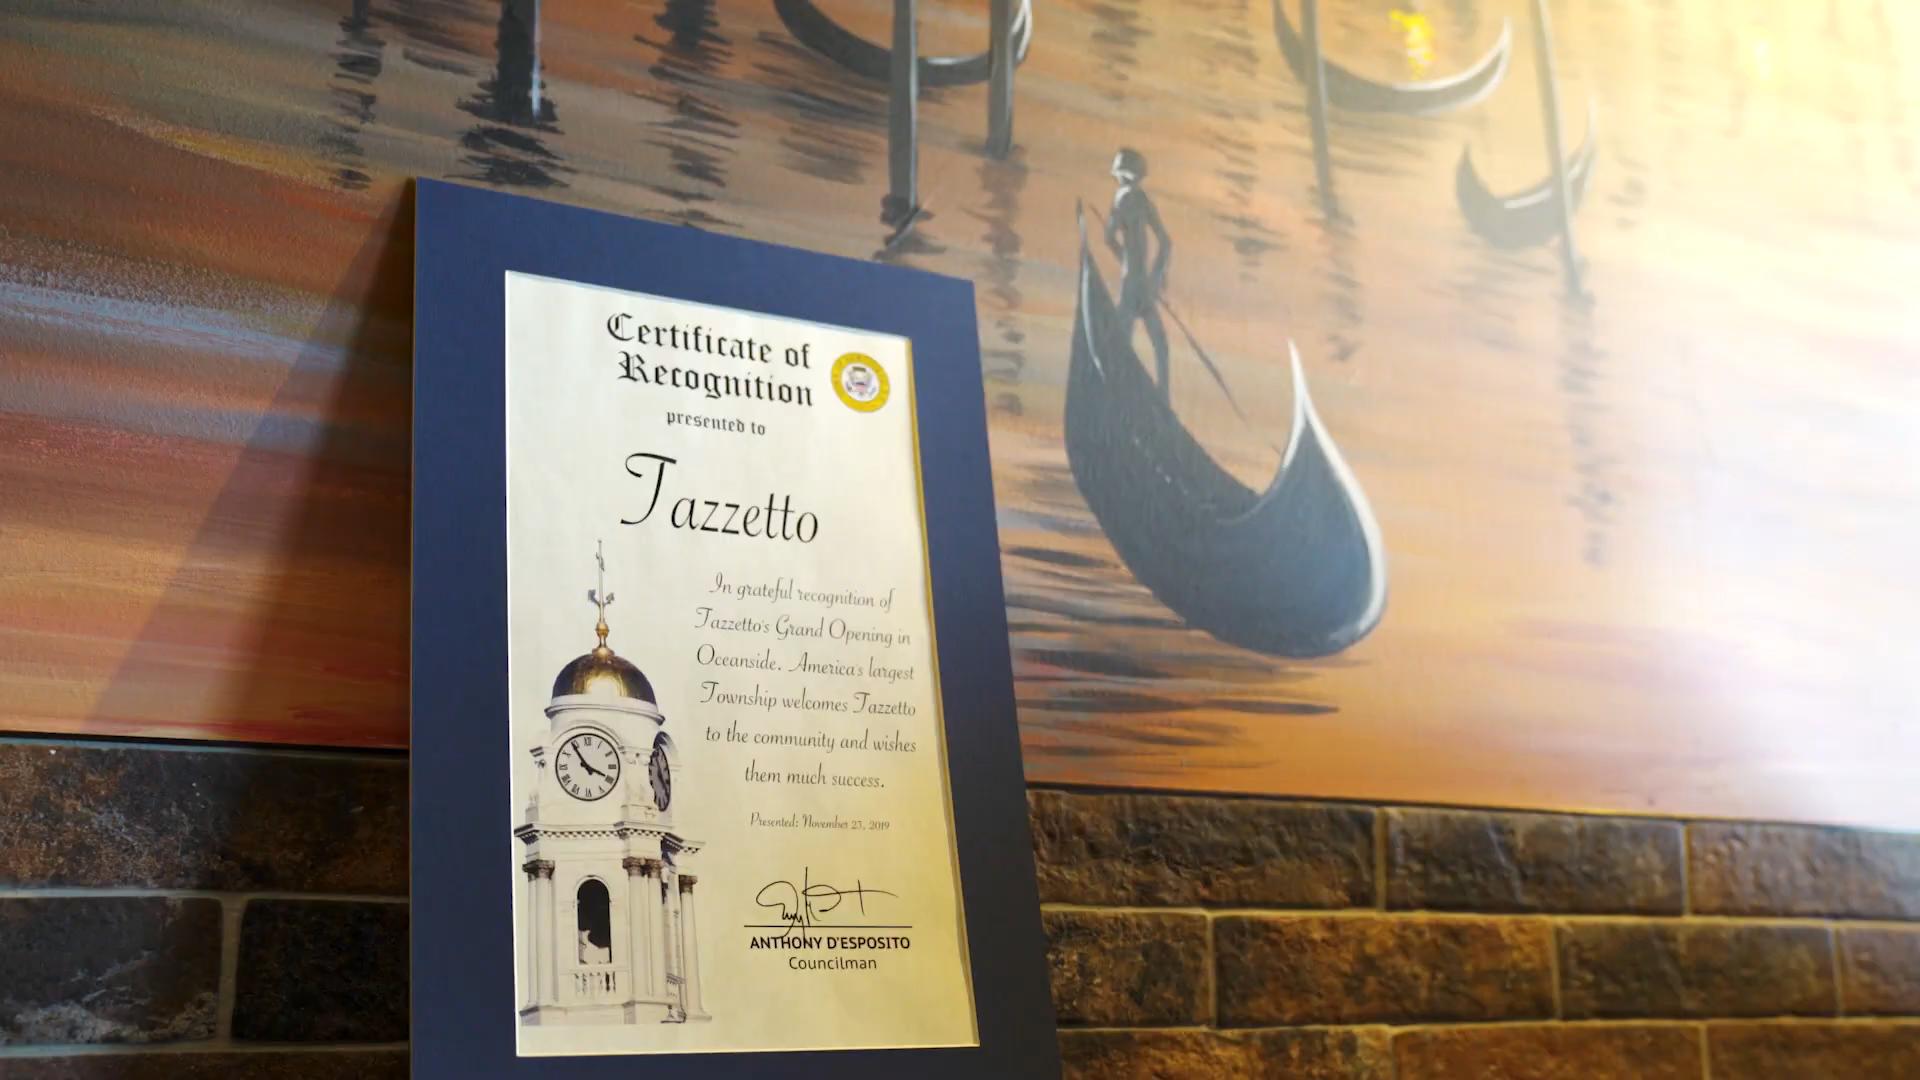 Certificate of
Recognition
presented to
Tazzetto
In grateful recognition of
Tazzetto's Grand Opening in
Oceanside. America's largest
Township welcomes Tazzetto
to the community and wishes
them much success.
Presented: November 23, 2019
ANTHONY D'ESPOSITO
Councilman